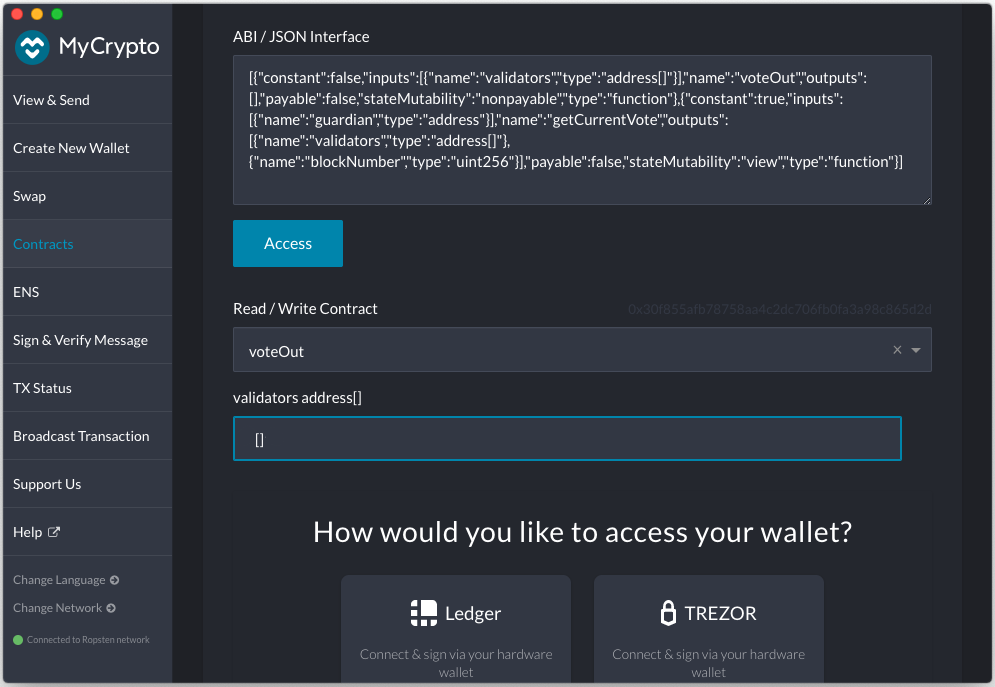 MyCrypto
View & Send
Create New Wallet
Swap
Contracts
ENS
Sign & Verify Message
TX Status
Broadcast Transaction
Support Us
Help
Change Language
Change Network
Connected to Ropsten network
ABI / JSON Interface
[{"constant":false,"inputs":[{"name":"validators","type":"address[]"}],"name":"voteOut","outputs":
[],"payable":false,"stateMutability":"nonpayable","type":"function"},{"constant":true,"inputs":
[{"name":"guardian","type":"address"}],"name":"getCurrentVote","outputs":
[{"name":"validators","type":"address[]"},
{"name":"blockNumber","type":"uint256"}],"payable":false,"stateMutability":"view","type":"function"}]
Access
Read / Write Contract
0x30f855afb78758aa4c2dc706fb0fa3a98c865d2d
voteOut
validators address[]
[]
How would you like to access your wallet?
Ledger
Connect & sign via your hardware
wallet
TREZOR
Connect & sign via your hardware
wallet